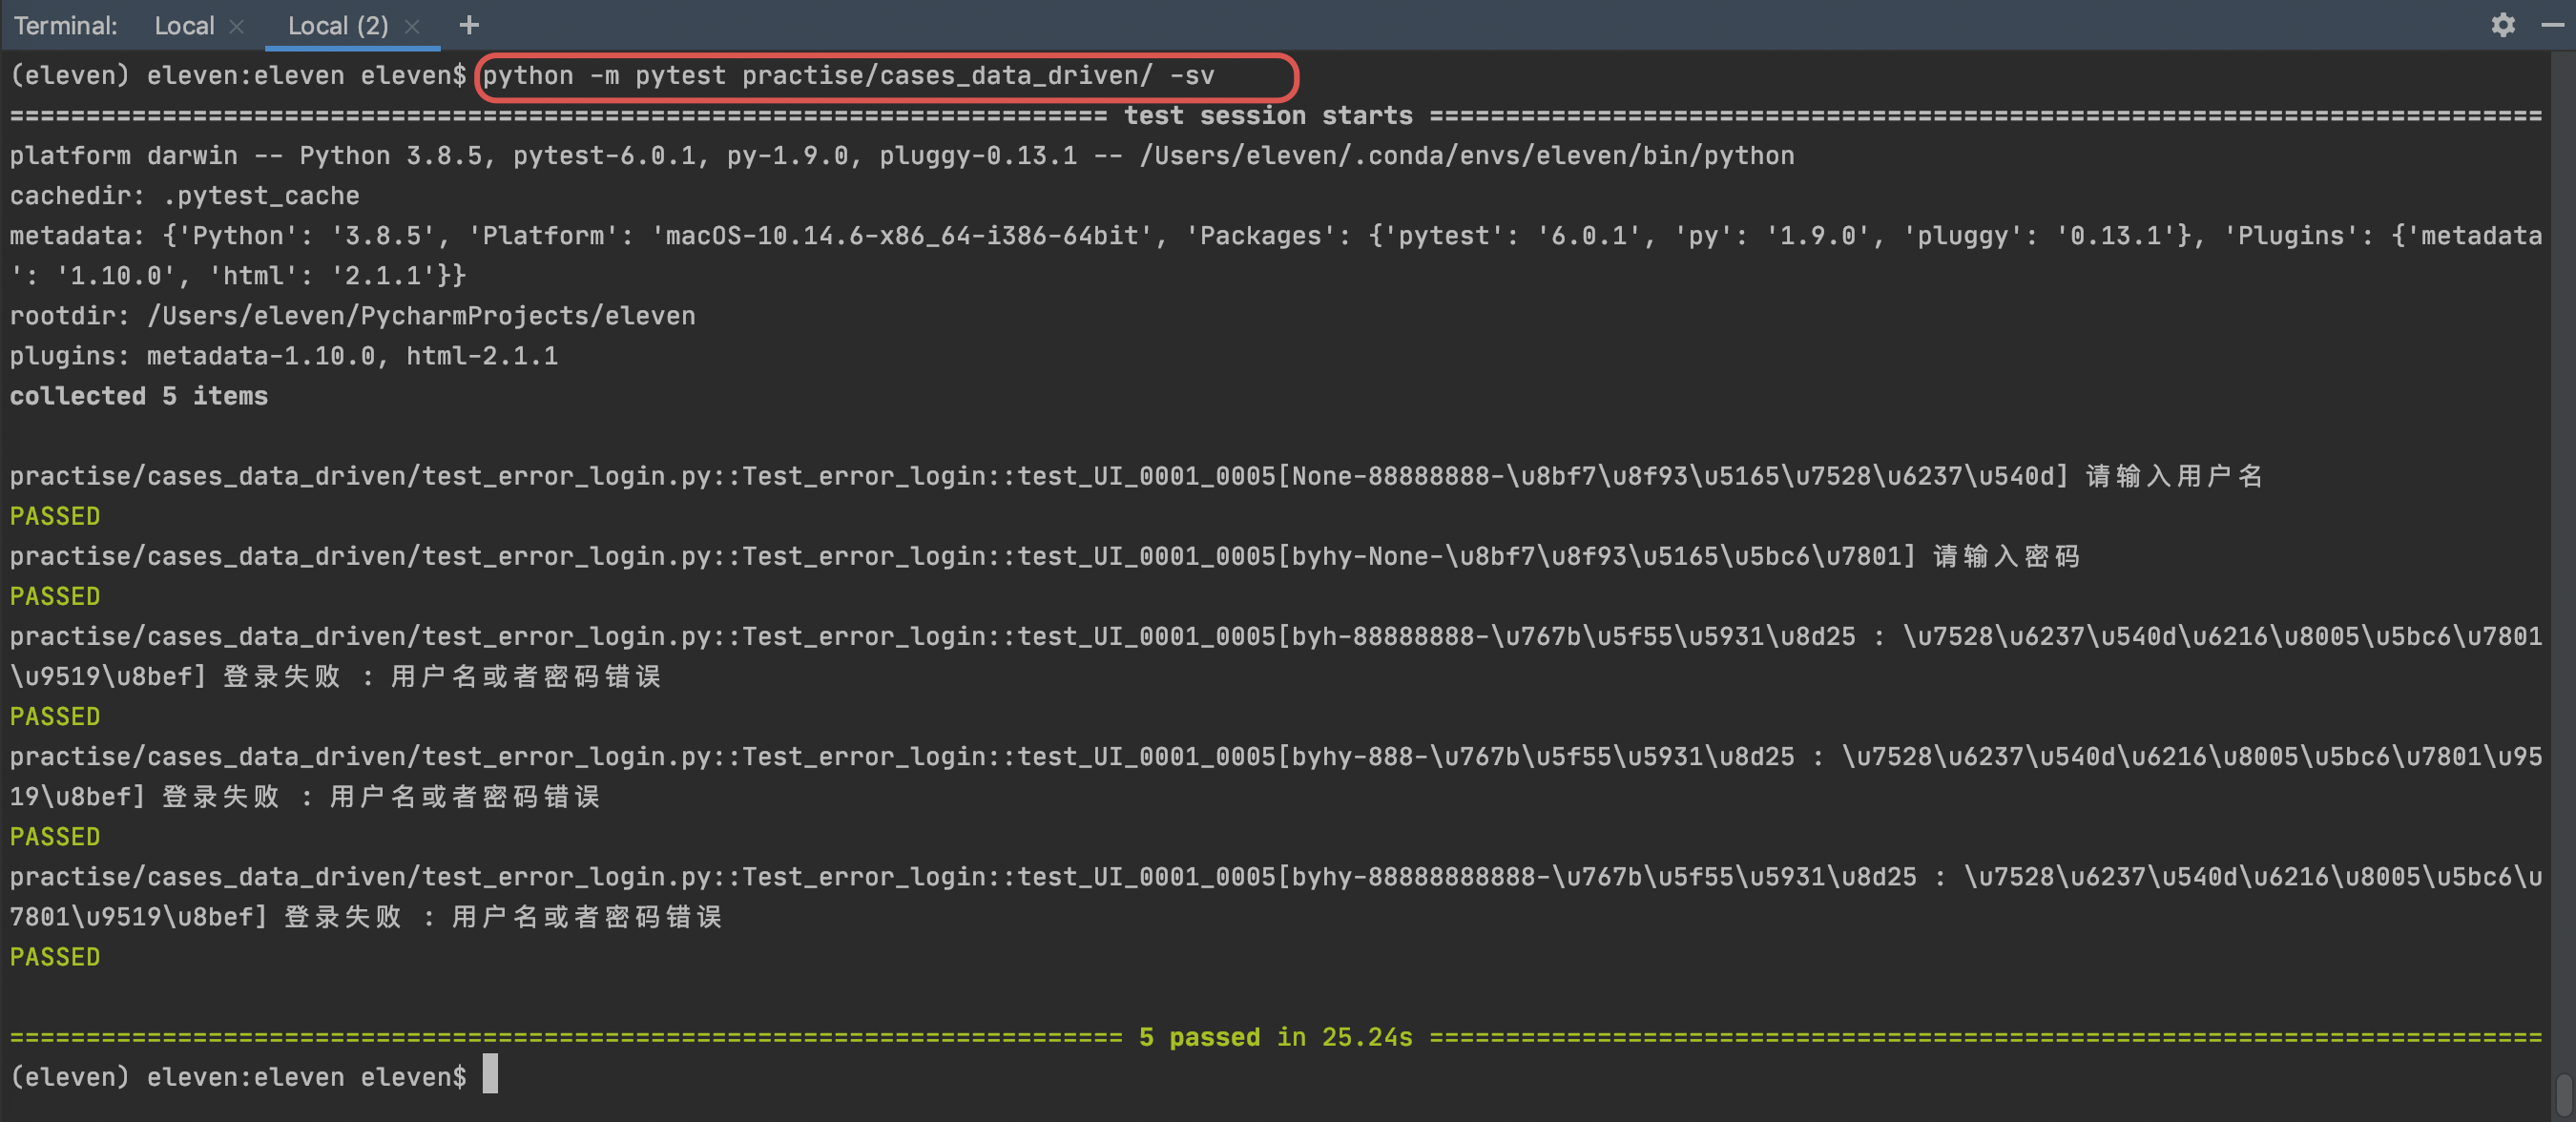 Terminal: Local × Local (2) × +
(eleven) eleven:eleven eleven$ python -m pytest practise/cases_data_driven/ -sv
======================================================================== test session starts =========================================================================
platform darwin -- Python 3.8.5, pytest-6.0.1, py-1.9.0, pluggy-0.13.1 -- /Users/eleven/.conda/envs/eleven/bin/python
cachedir: .pytest_cache
metadata: {'Python': '3.8.5', 'Platform': 'macOS-10.14.6-x86_64-i386-64bit', 'Packages': {'pytest': '6.0.1', 'py': '1.9.0', 'pluggy': '0.13.1'}, 'Plugins': {'metadata
': '1.10.0', 'html': '2.1.1'}}
rootdir: /Users/eleven/PycharmProjects/eleven
plugins: metadata-1.10.0, html-2.1.1
collected 5 items
practise/cases_data_driven/test_error_login.py::Test_error_login::test_UI_0001_0005[None-88888888-\u8bf7\u8f93\u5165\u7528\u6237\u540d] 请输入用户名
PASSED
practise/cases_data_driven/test_error_login.py::Test_error_login::test_UI_0001_0005[byhy-None-\u8bf7\u8f93\u5165\u5bc6\u7801] 请输入密码
PASSED
practise/cases_data_driven/test_error_login.py::Test_error_login::test_UI_0001_0005[byh-88888888-\u767b\u5f55\u5931\u8d25 : \u7528\u6237\u540d\u6216\u8005\u5bc6\u7801
\u9519\u8bef] 登录失败 : 用户名或者密码错误
PASSED
practise/cases_data_driven/test_error_login.py::Test_error_login::test_UI_0001_0005[byhy-888-\u767b\u5f55\u5931\u8d25 : \u7528\u6237\u540d\u6216\u8005\u5bc6\u7801\u95
19\u8bef] 登录失败 : 用户名或者密码错误
PASSED
practise/cases_data_driven/test_error_login.py::Test_error_login::test_UI_0001_0005[byhy-88888888888-\u767b\u5f55\u5931\u8d25 : \u7528\u6237\u540d\u6216\u8005\u5bc6\u
7801\u9519\u8bef] 登录失败 : 用户名或者密码错误
PASSED
========================================================================= 5 passed in 25.24s =========================================================================
(eleven) eleven:eleven eleven$